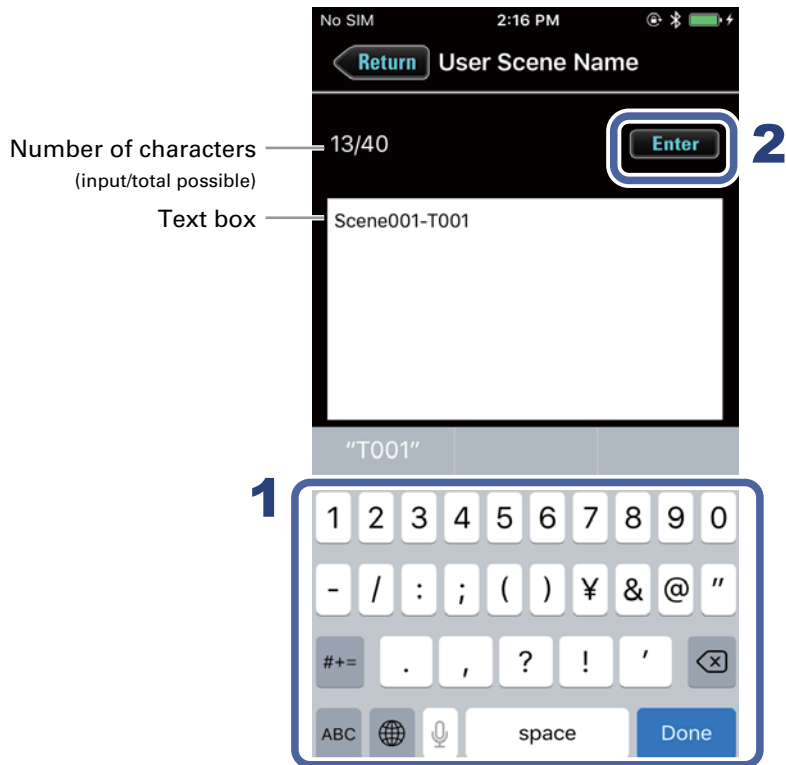 No SIM 2:16 PM
Return User Scene Name
Number of characters 13/40 Enter 2
(input/total possible)
Text box Scene001-T001
“T001”
1
1 2 3 4 5 6 7 8 9 0
- / : ; ( ) ¥ & @ "
#+= . , ? ! '
ABC space Done